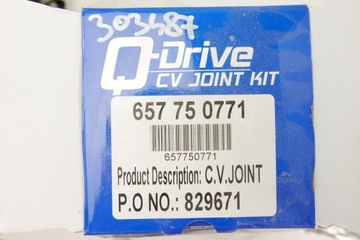 303487
Q-Drive
CV JOINT KIT
657 75 0771
657750771
Product Description: C.V.JOINT
P.O NO.: 829671